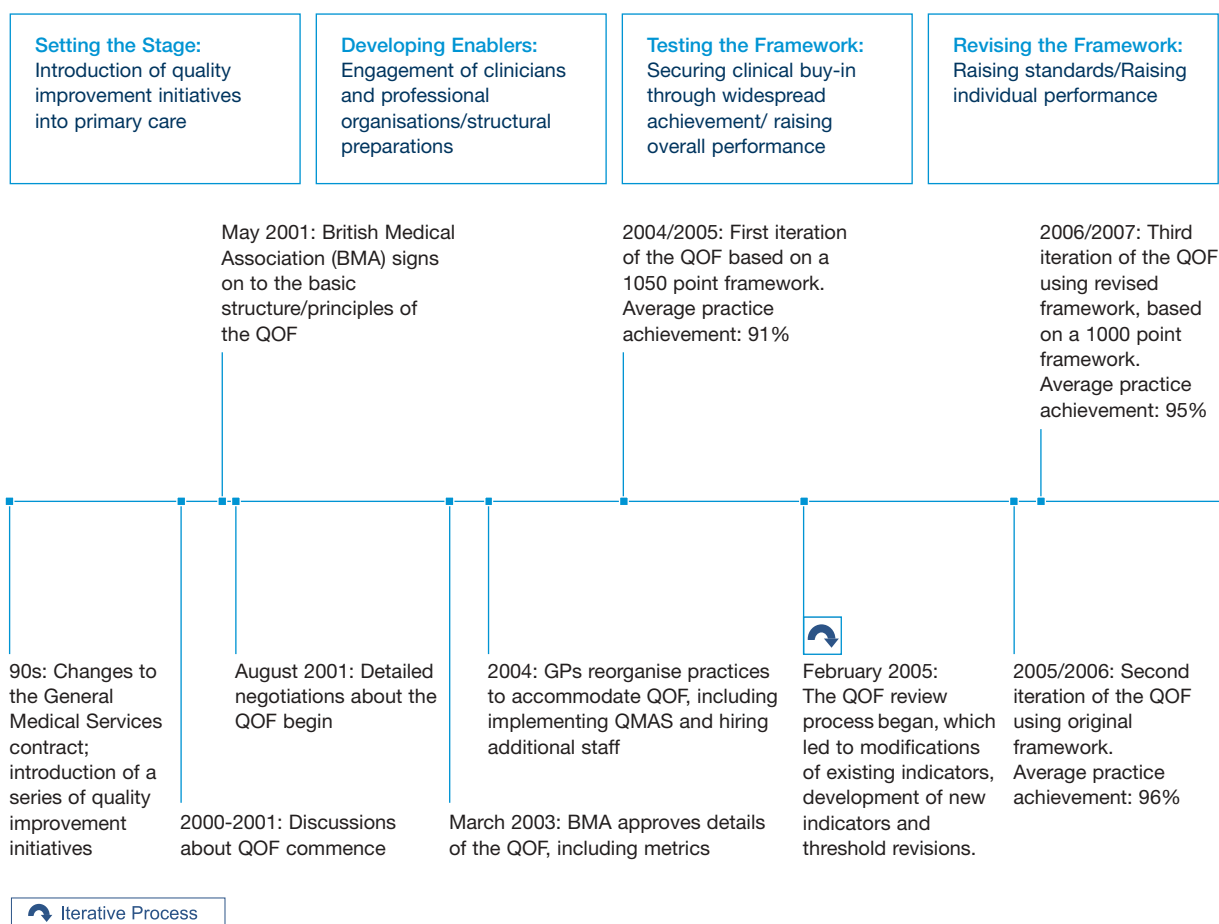 Setting the Stage:
Introduction of quality
improvement initiatives
into primary care
Developing Enablers:
Engagement of clinicians
and professional
organisations/structural
preparations
Testing the Framework:
Securing clinical buy-in
through widespread
achievement/ raising
overall performance
Revising the Framework:
Raising standards/Raising
individual performance
May 2001: British Medical
Association (BMA) signs
on to the basic
structure/principles of
the QOF
2004/2005: First iteration
of the QOF based on a
1050 point framework.
Average practice
achievement: 91%
2006/2007: Third
iteration of the QOF
using revised
framework, based
on a 1000 point
framework.
Average practice
achievement: 95%
90s: Changes to
the General
Medical Services
contract;
introduction of a
series of quality
improvement
initiatives
2000-2001: Discussions
about QOF commence
August 2001: Detailed
negotiations about the
QOF begin
March 2003: BMA approves details
of the QOF, including metrics
2004: GPs reorganise practices
to accommodate QOF, including
implementing QMAS and hiring
additional staff
February 2005:
The QOF review
process began, which
led to modifications
of existing indicators,
development of new
indicators and
threshold revisions.
2005/2006: Second
iteration of the QOF
using original
framework.
Average practice
achievement: 96%
Iterative Process